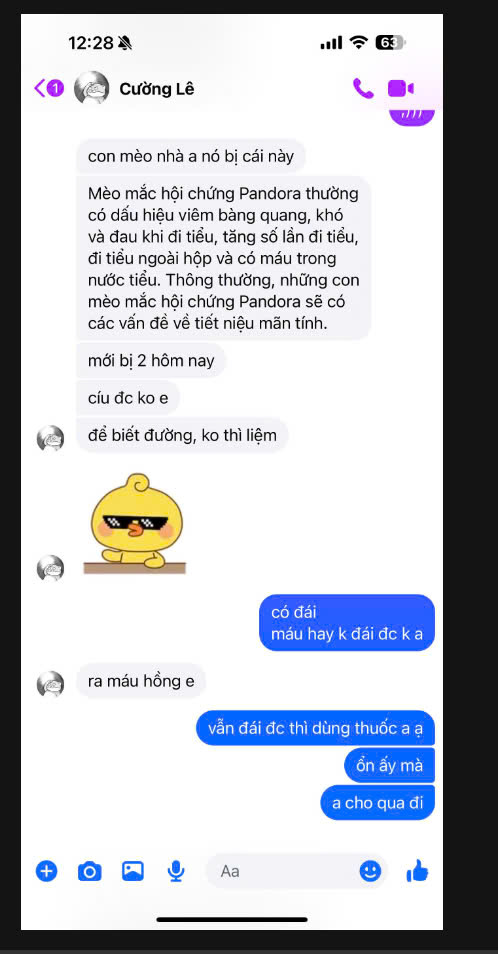 12:28
63
1
Cường Lê
con mèo nhà a nó bị cái này
Mèo mắc hội chứng Pandora thường
có dấu hiệu viêm bàng quang, khó
và đau khi đi tiểu, tăng số lần đi tiểu,
đi tiểu ngoài hộp và có máu trong
nước tiểu. Thông thường, những con
mèo mắc hội chứng Pandora sẽ có
các vấn đề về tiết niệu mãn tính.
mới bị 2 hôm nay
cíu đc ko e
để biết đường, ko thì liệm
có đái
máu hay k đái đc k a
ra máu hồng e
vẫn đái đc thì dùng thuốc a ạ
ổn ấy mà
a cho qua đi
Aa